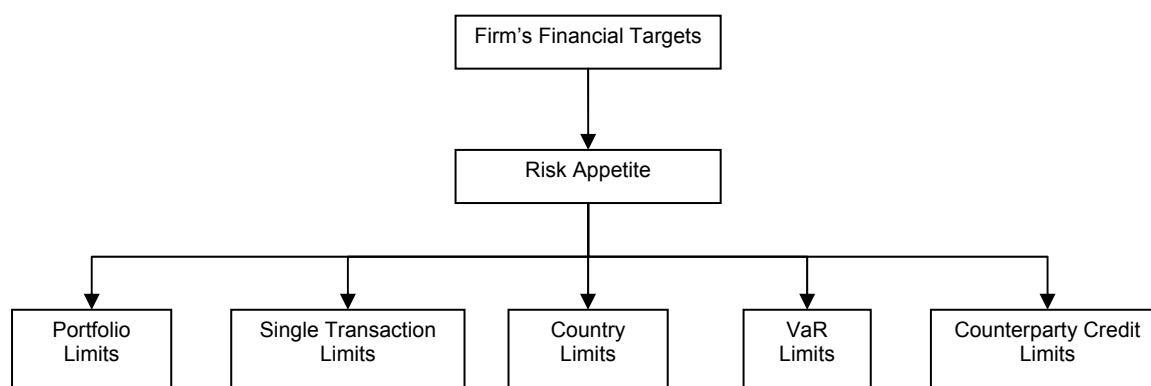 Firm’s Financial Targets
Risk Appetite
Portfolio
Limits
Single Transaction
Limits
Country
Limits
VaR
Limits
Counterparty Credit
Limits